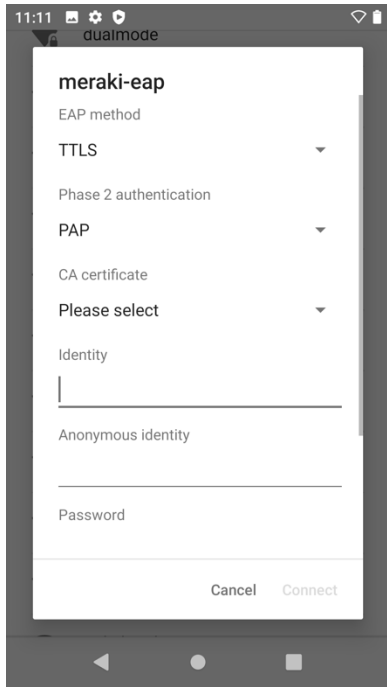 11:11
dualmode
meraki-eap
EAP method
TTLS
Phase 2 authentication
PAP
CA certificate
Please select
Identity
Anonymous identity
Password
Cancel Connect